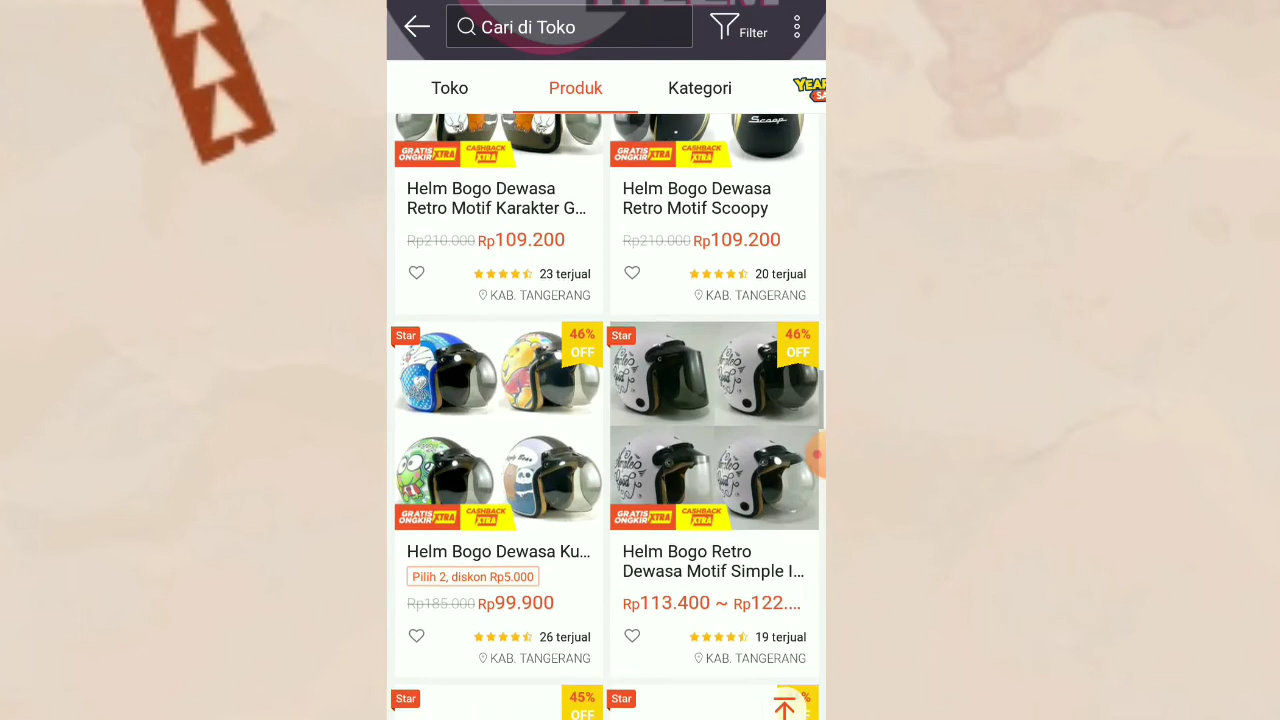 Cari di Toko
Filter
Toko
Produk
Kategori
GRATIS ONGKIR XTRA
CASHBACK XTRA
Scoop
GRATIS ONGKIR XTRA
CASHBACK XTRA
Helm Bogo Dewasa
Retro Motif Karakter G...
Rp210.000 Rp109.200
23 terjual
KAB. TANGERANG
Helm Bogo Dewasa
Retro Motif Scoopy
Rp210.000 Rp109.200
20 terjual
KAB. TANGERANG
Star
46%
OFF
GRATIS ONGKIR XTRA
CASHBACK XTRA
Helm Bogo Dewasa Ku...
Pilih 2, diskon Rp5.000
Rp185.000 Rp99.900
26 terjual
KAB. TANGERANG
Star
46%
OFF
GRATIS ONGKIR XTRA
CASHBACK XTRA
Helm Bogo Retro
Dewasa Motif Simple I...
Rp113.400 ~ Rp122....
19 terjual
KAB. TANGERANG
Star
45%
OFF
Star